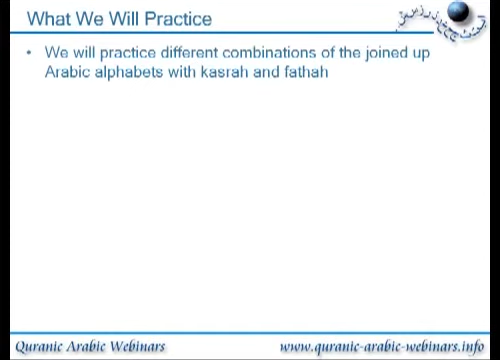 What We Will Practice
• We will practice different combinations of the joined up
Arabic alphabets with kasrah and fathah
Quranic Arabic Webinars
www.quranic-arabic-webinars.info